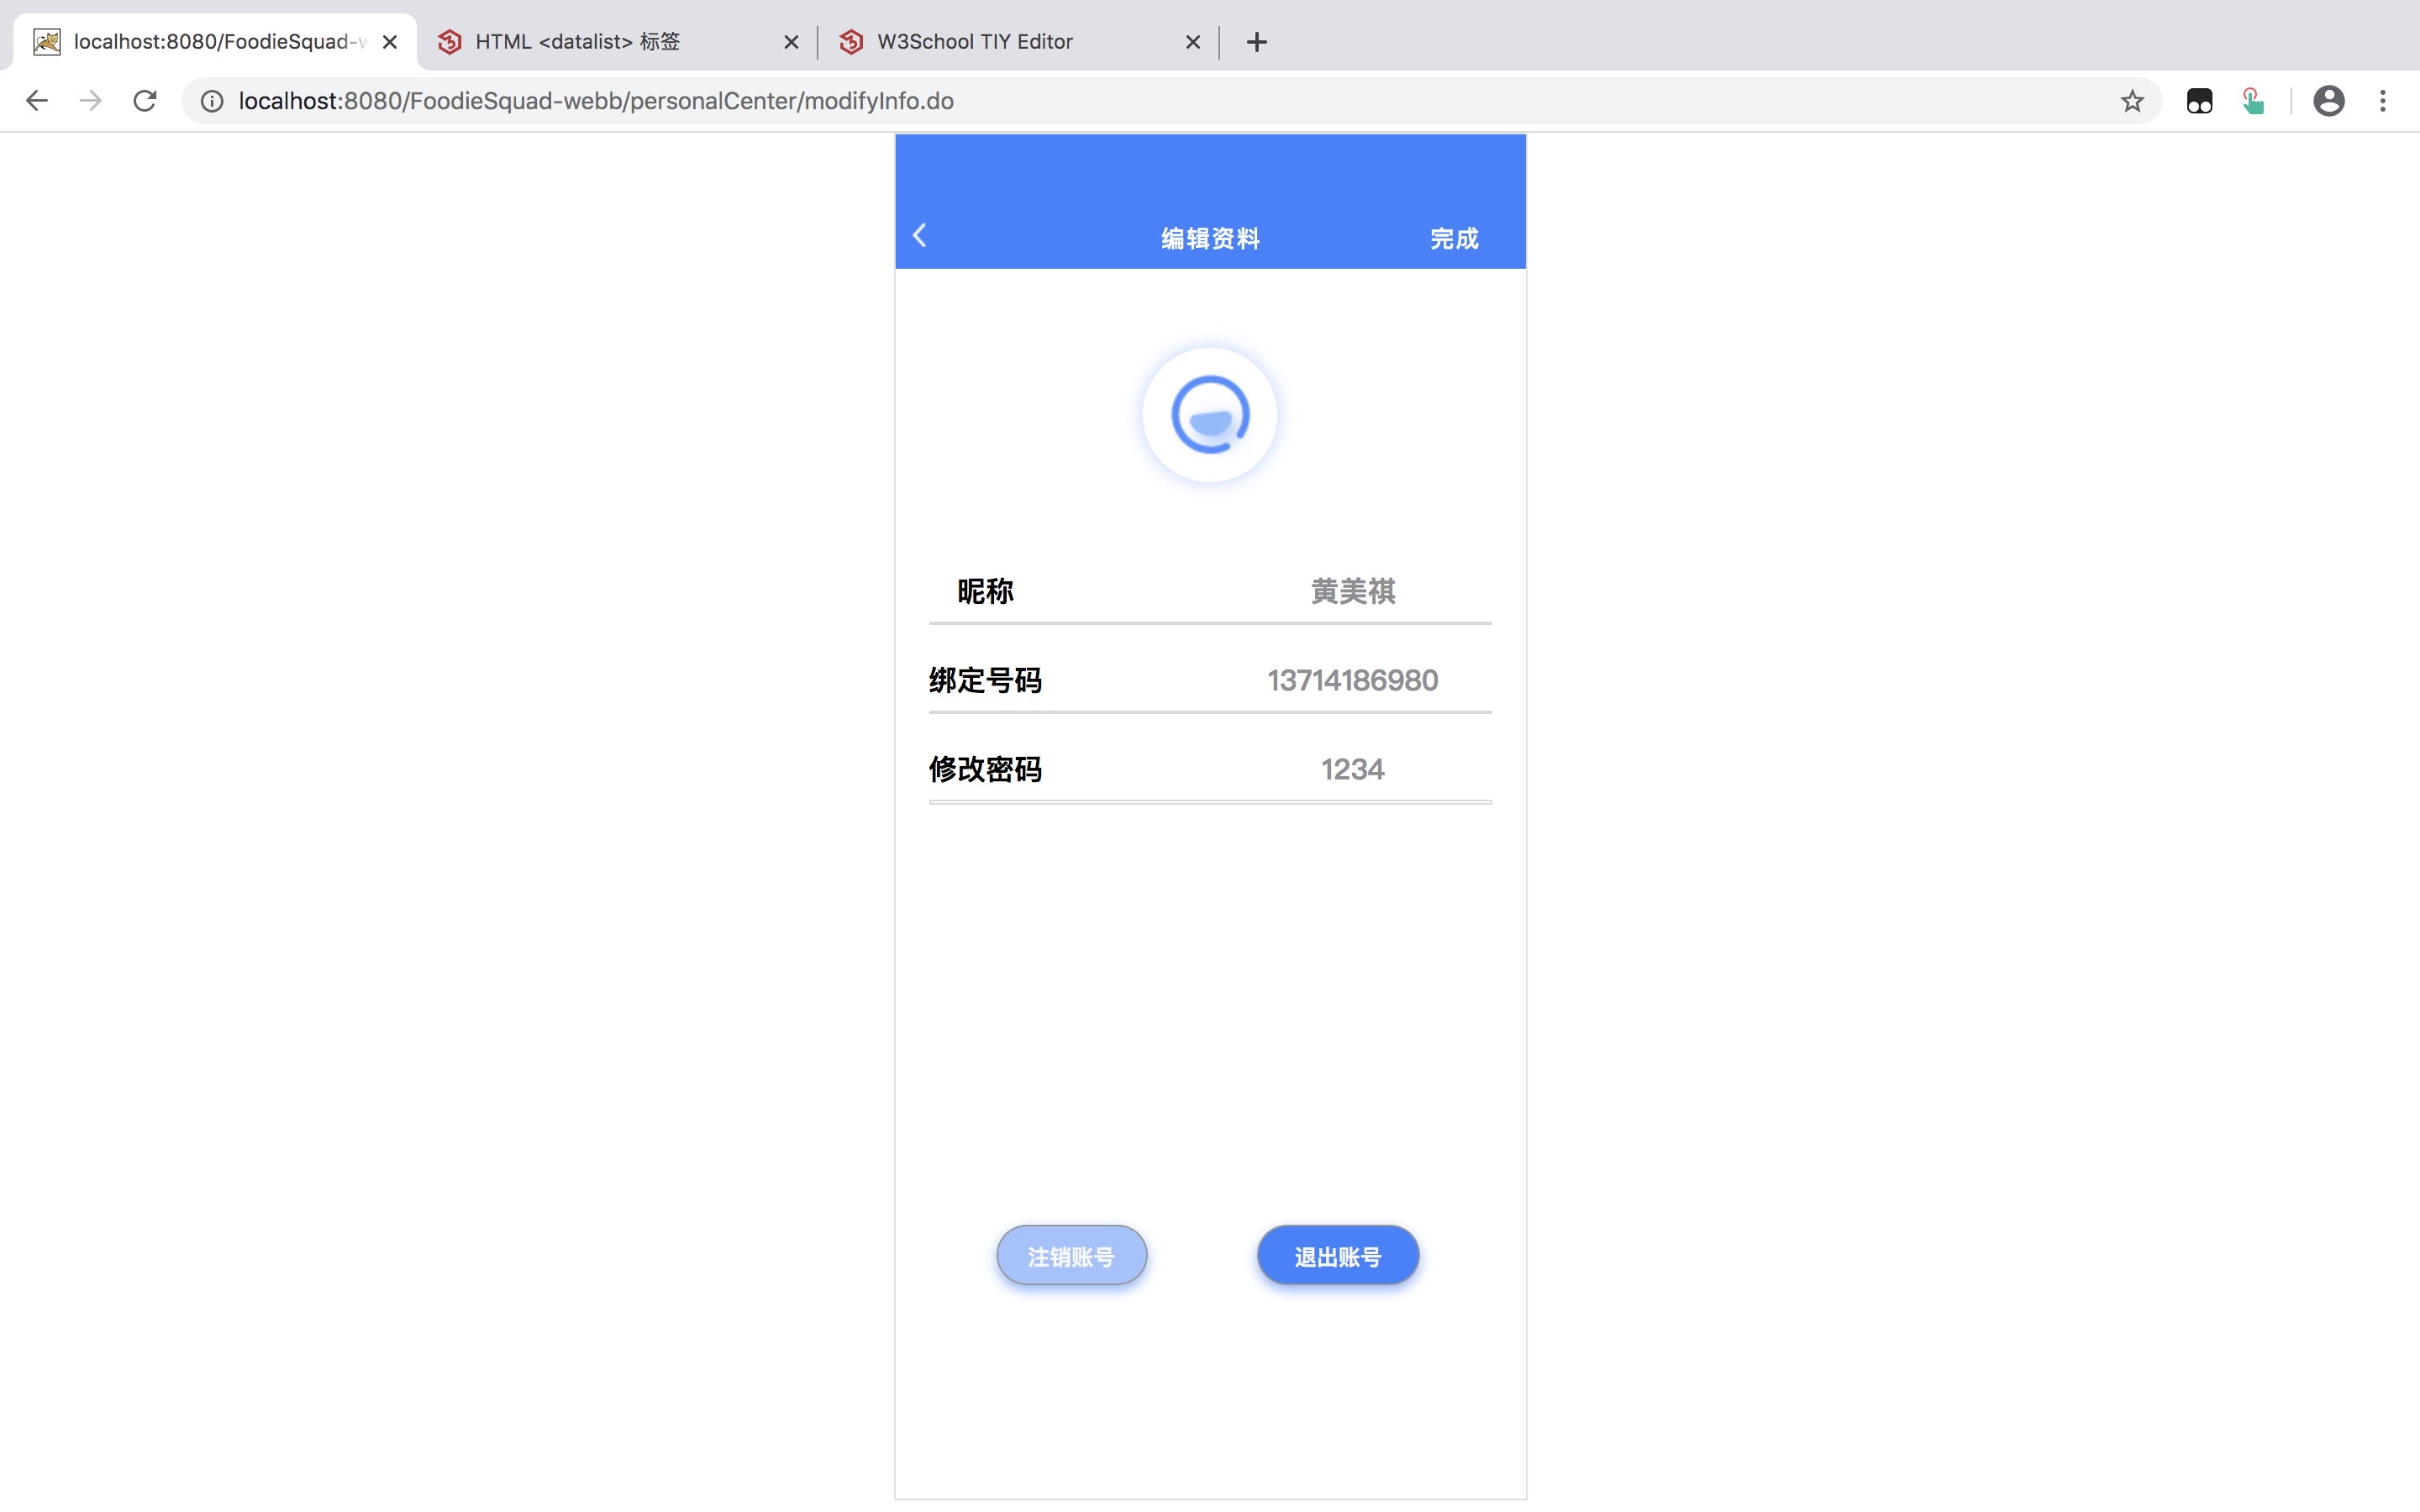 localhost:8080/FoodieSquad-w
HTML <datalist> 标签
W3School TIY Editor
localhost:8080/FoodieSquad-webb/personalCenter/modifyInfo.do
编辑资料
完成
昵称 黄美祺
绑定号码 13714186980
修改密码 1234
注销账号
退出账号